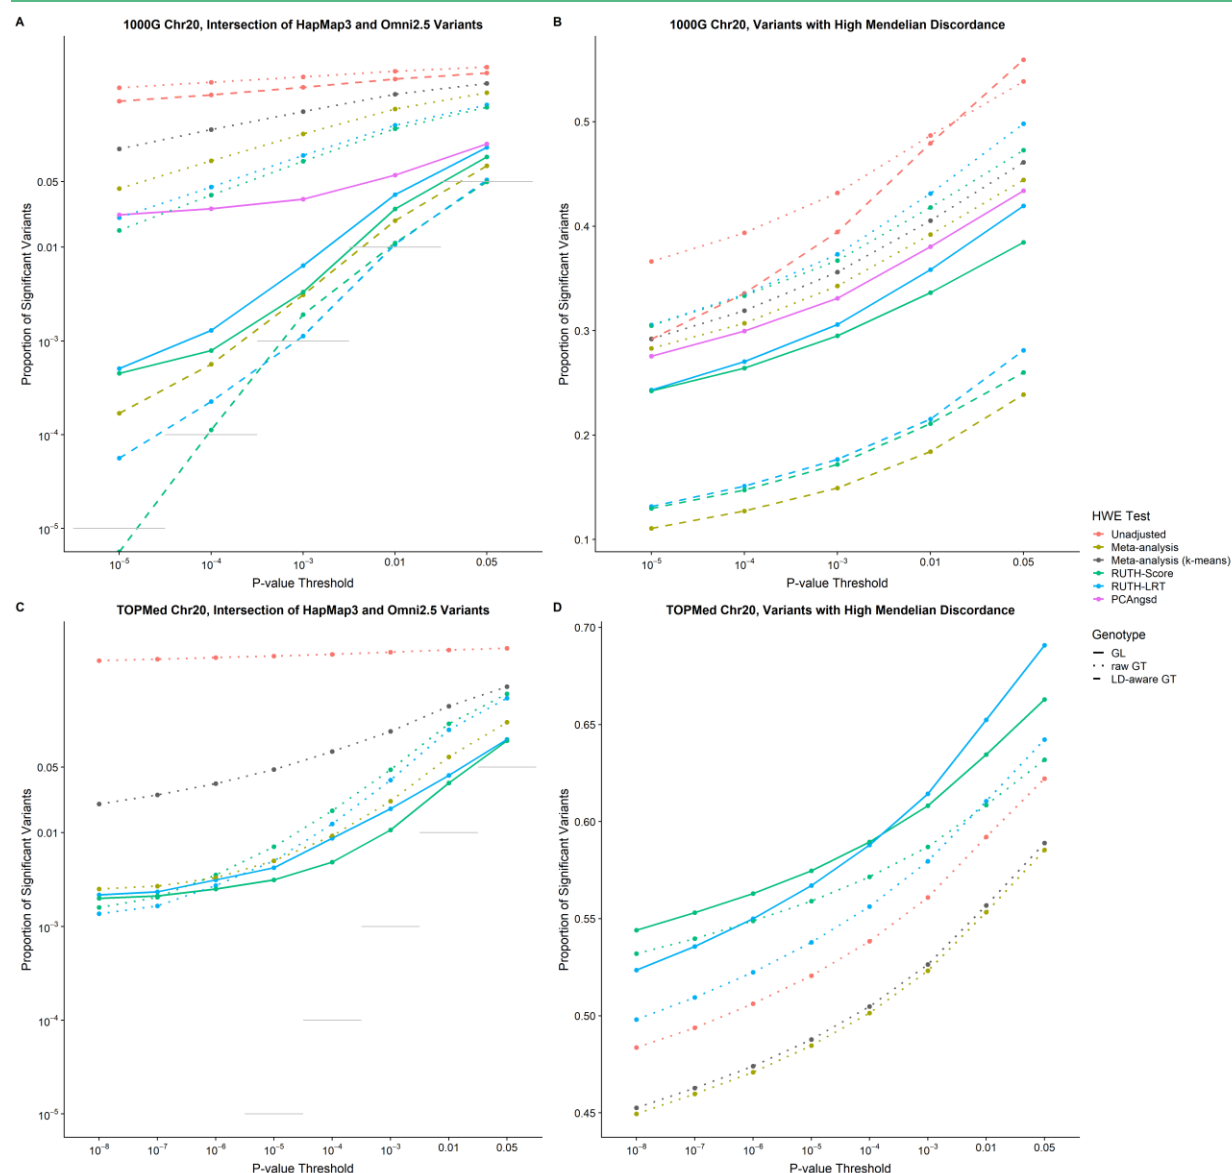 A
1000G Chr20, Intersection of HapMap3 and Omni2.5 Variants
Proportion of Significant Variants
0.05
0.01
10⁻³
10⁻⁴
10⁻⁵
10⁻⁵ 10⁻⁴ 10⁻³ 0.01 0.05
P-value Threshold
B
1000G Chr20, Variants with High Mendelian Discordance
Proportion of Significant Variants
0.5
0.4
0.3
0.2
0.1
10⁻⁵ 10⁻⁴ 10⁻³ 0.01 0.05
P-value Threshold
HWE Test
Unadjusted
Meta-analysis
Meta-analysis (k-means)
RUTH-Score
RUTH-LRT
PCAngsd
Genotype
GL
raw GT
LD-aware GT
C
TOPMed Chr20, Intersection of HapMap3 and Omni2.5 Variants
Proportion of Significant Variants
0.05
0.01
10⁻³
10⁻⁴
10⁻⁵
10⁻⁸ 10⁻⁷ 10⁻⁶ 10⁻⁵ 10⁻⁴ 10⁻³ 0.01 0.05
P-value Threshold
D
TOPMed Chr20, Variants with High Mendelian Discordance
Proportion of Significant Variants
0.70
0.65
0.60
0.55
0.50
0.45
10⁻⁸ 10⁻⁷ 10⁻⁶ 10⁻⁵ 10⁻⁴ 10⁻³ 0.01 0.05
P-value Threshold